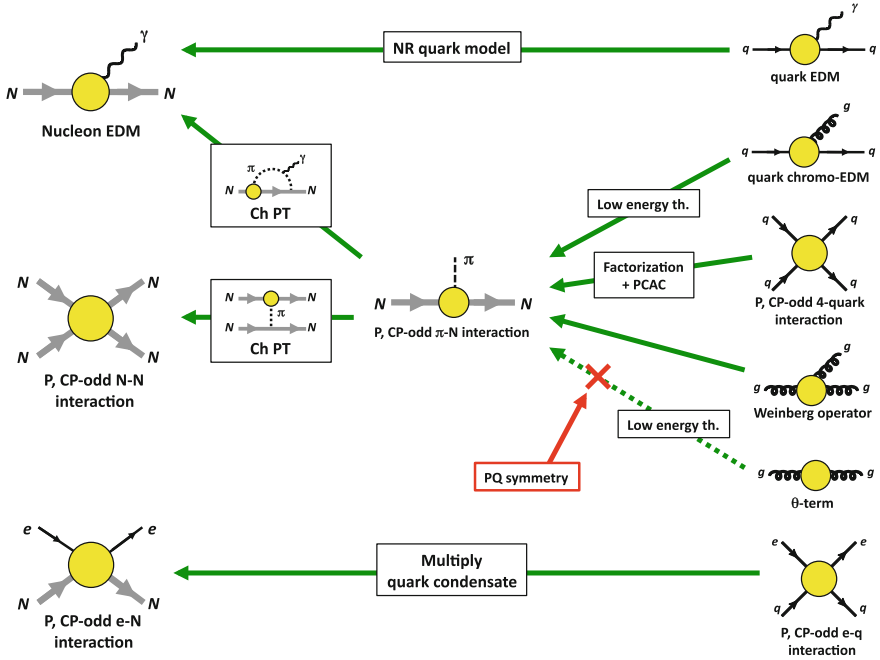 γ
N
N
Nucleon EDM
NR quark model
γ
q
q
quark EDM
g
q
q
quark chromo-EDM
π
γ
N
N
Ch PT
Low energy th.
q
q
q
q
P, CP-odd 4-quark
interaction
Factorization
+ PCAC
π
N
N
P, CP-odd π-N interaction
N
N
N
N
P, CP-odd N-N
interaction
N
N
π
N
N
Ch PT
g
g
g
Weinberg operator
Low energy th.
PQ symmetry
g
g
θ-term
e
e
N
N
P, CP-odd e-N
interaction
Multiply
quark condensate
e
e
q
q
P, CP-odd e-q
interaction